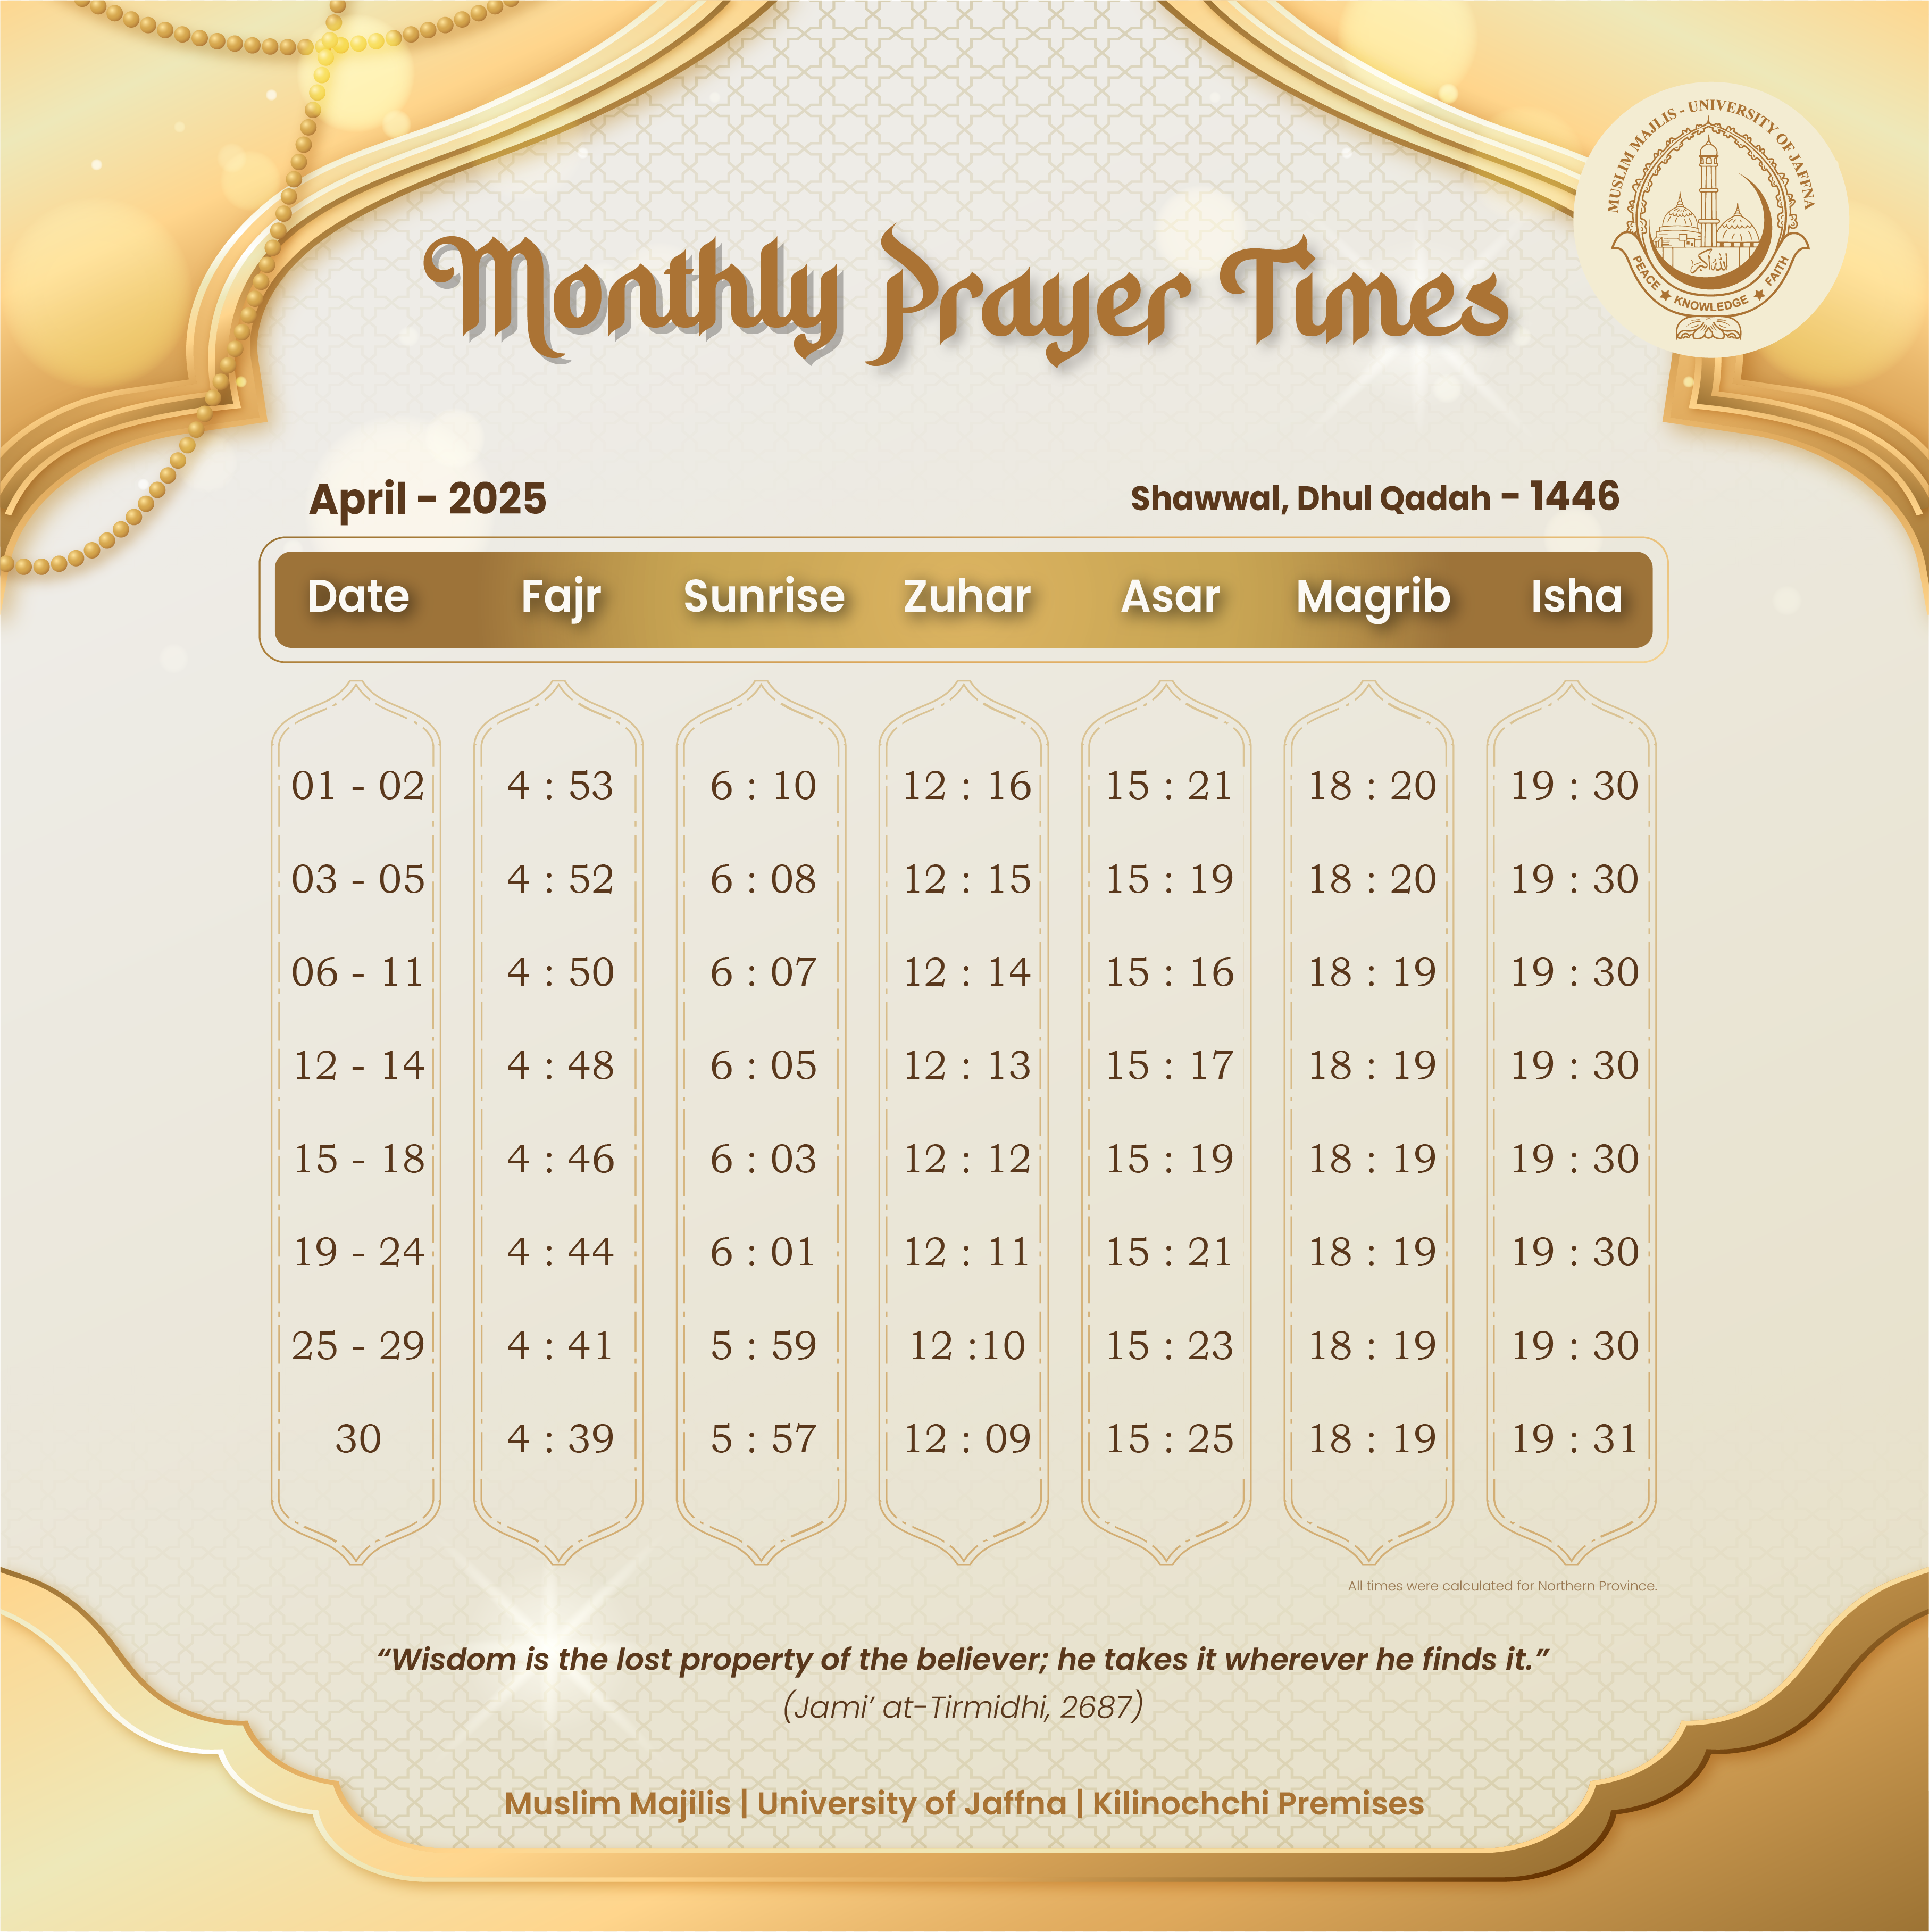 MUSLIM MAJLIS - UNIVERSITY OF JAFFNA
الله اكبر
PEACE ★ KNOWLEDGE ★ FAITH
Monthly Prayer Times
April - 2025 Shawwal, Dhul Qadah - 1446
Date Fajr Sunrise Zuhar Asar Magrib Isha
01 - 02 4 : 53 6 : 10 12 : 16 15 : 21 18 : 20 19 : 30
03 - 05 4 : 52 6 : 08 12 : 15 15 : 19 18 : 20 19 : 30
06 - 11 4 : 50 6 : 07 12 : 14 15 : 16 18 : 19 19 : 30
12 - 14 4 : 48 6 : 05 12 : 13 15 : 17 18 : 19 19 : 30
15 - 18 4 : 46 6 : 03 12 : 12 15 : 19 18 : 19 19 : 30
19 - 24 4 : 44 6 : 01 12 : 11 15 : 21 18 : 19 19 : 30
25 - 29 4 : 41 5 : 59 12 :10 15 : 23 18 : 19 19 : 30
30 4 : 39 5 : 57 12 : 09 15 : 25 18 : 19 19 : 31
All times were calculated for Northern Province.
“Wisdom is the lost property of the believer; he takes it wherever he finds it.”
(Jami’ at-Tirmidhi, 2687)
Muslim Majilis | University of Jaffna | Kilinochchi Premises